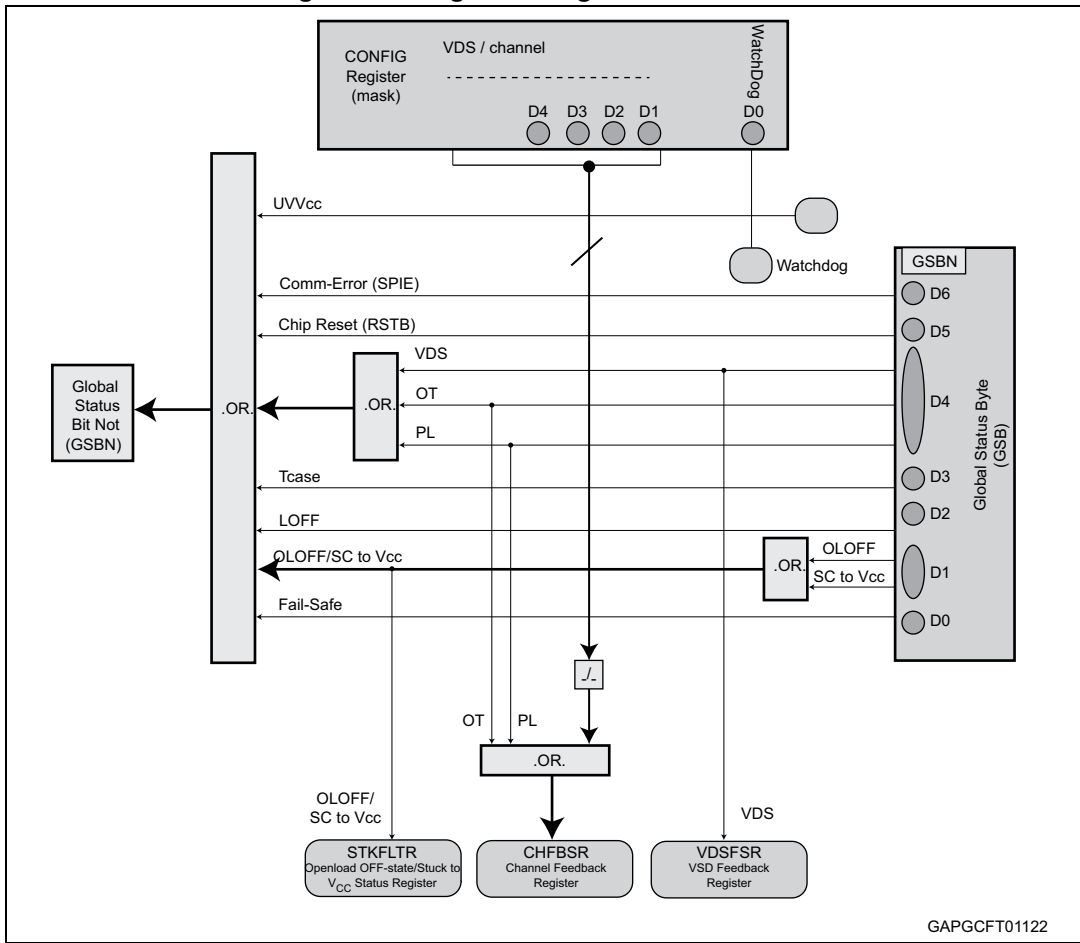 VDS / channel
WatchDog
CONFIG
Register
(mask)
D4 D3 D2 D1 D0
UVVcc
Watchdog
GSBN
Comm-Error (SPIE)
D6
Chip Reset (RSTB)
D5
VDS
Global
Status
Bit Not
(GSBN)
.OR.
.OR.
OT
D4
PL
Global Status Byte
(GSB)
Tcase
D3
LOFF
D2
OLOFF/SC to Vcc
.OR.
OLOFF
SC to Vcc
D1
Fail-Safe
D0
-/-
OT PL
.OR.
OLOFF/
SC to Vcc
VDS
STKFLTR
Openload OFF-state/Stuck to
VCC Status Register
CHFBSR
Channel Feedback
Register
VDSFSR
VSD Feedback
Register
GAPGCFT01122